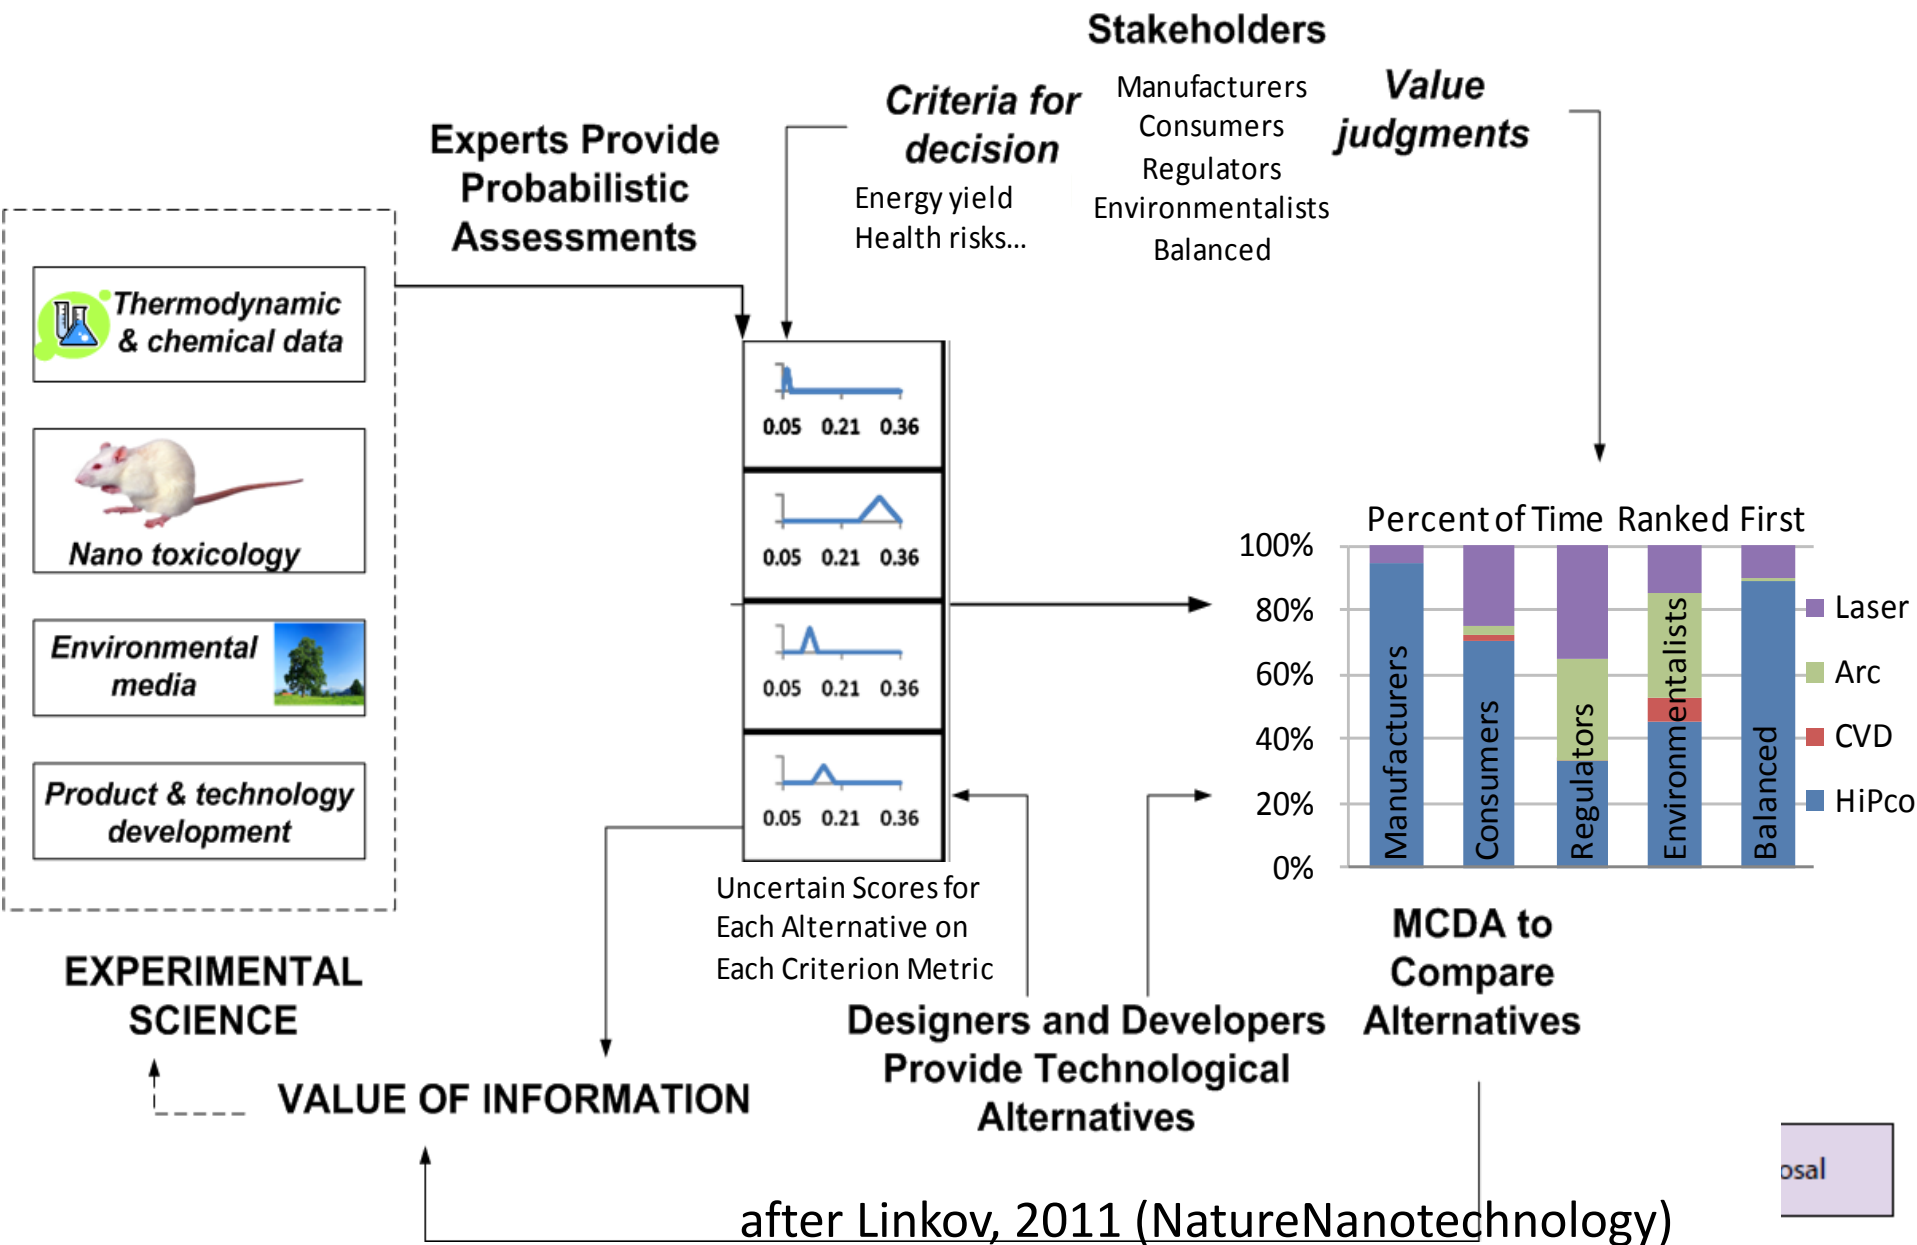 Stakeholders
Manufacturers
Consumers
Regulators
Environmentalists
Balanced
Criteria for
decision
Energy yield
Health risks...
Value
judgments
Experts Provide
Probabilistic
Assessments
Thermodynamic
& chemical data
Nano toxicology
Environmental
media
Product & technology
development
EXPERIMENTAL
SCIENCE
0.05 0.21 0.36
0.05 0.21 0.36
0.05 0.21 0.36
0.05 0.21 0.36
Uncertain Scores for
Each Alternative on
Each Criterion Metric
Percent of Time Ranked First
100%
80%
60%
40%
20%
0%
Manufacturers
Consumers
Regulators
Environmentalists
Balanced
Laser
Arc
CVD
HiPco
MCDA to
Compare
Alternatives
Designers and Developers
Provide Technological
Alternatives
VALUE OF INFORMATION
osal
after Linkov, 2011 (NatureNanotechnology)